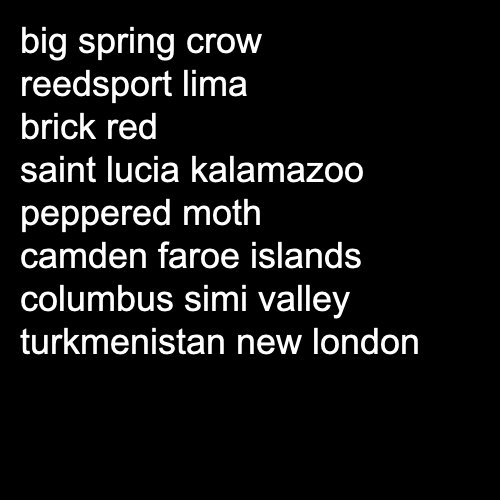 big spring crow
reedsport lima
brick red
saint lucia kalamazoo
peppered moth
camden faroe islands
columbus simi valley
turkmenistan new london